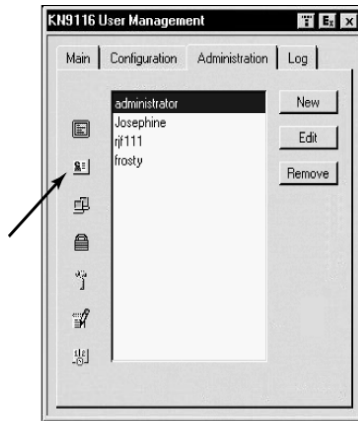 KN9116 User Management
Main Configuration Administration Log
administrator
Josephine
rjf111
frosty
New
Edit
Remove